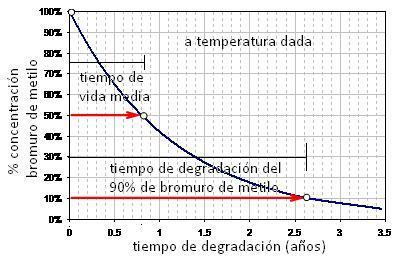 % concentración
bromuro de metilo
100%
90%
80%
70%
60%
50%
40%
30%
20%
10%
0%
a temperatura dada
tiempo de
vida media
tiempo de degradación del
90% de bromuro de metilo
0
0.5
1
1.5
2
2.5
3
3.5
tiempo de degradación (años)